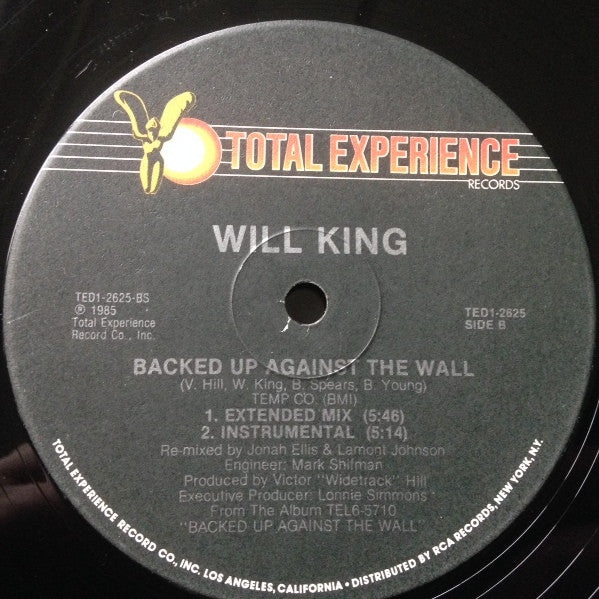 TOTAL EXPERIENCE
RECORDS
WILL KING
TED1-2625-BS
℗ 1985
Total Experience
Record Co., Inc.
TED1-2625
SIDE B
BACKED UP AGAINST THE WALL
(V. Hill, W. King, B. Spears, B. Young)
TEMP CO. (BMI)
1. EXTENDED MIX (5:46)
2. INSTRUMENTAL (5:14)
Re-mixed by Jonah Ellis & Lamont Johnson
Engineer: Mark Shifman
Produced by Victor "Widetrack" Hill
Executive Producer: Lonnie Simmons
From The Album TEL6-5710
"BACKED UP AGAINST THE WALL"
TOTAL EXPERIENCE RECORD CO., INC. LOS ANGELES, CALIFORNIA • DISTRIBUTED BY RCA RECORDS, NEW YORK, N.Y.